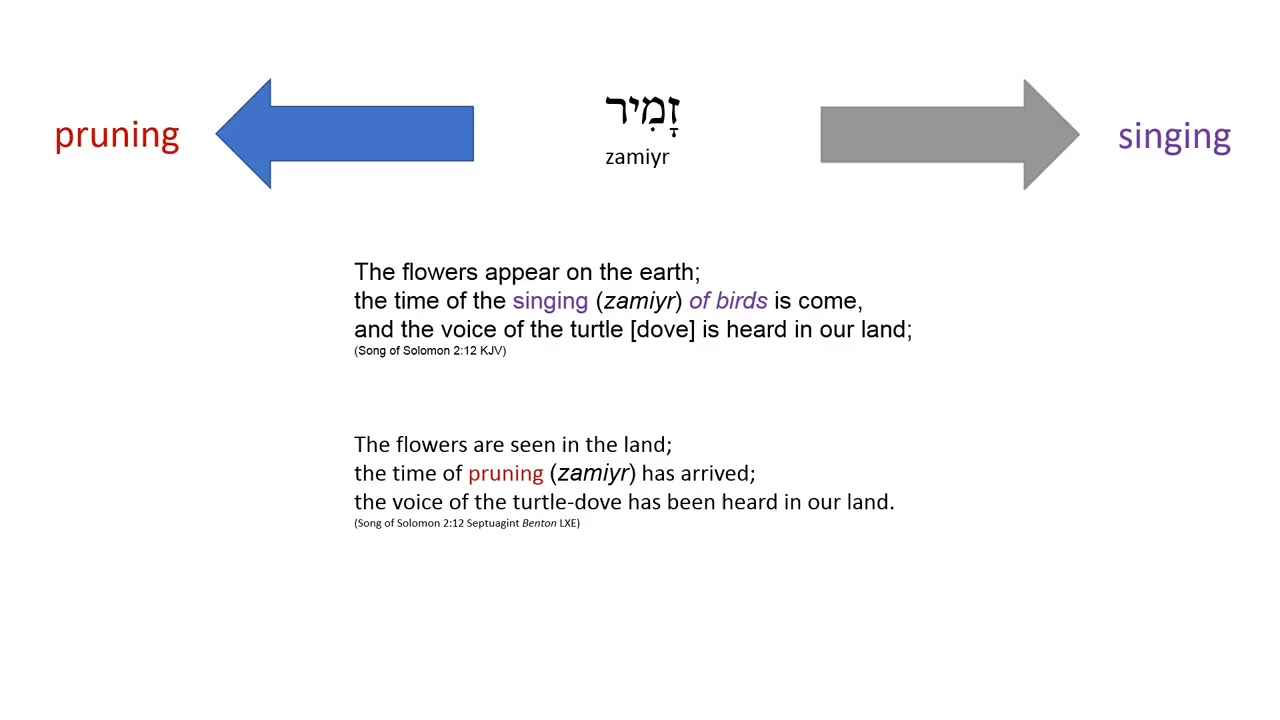 pruning
זָמִיר
zamiyr
singing
The flowers appear on the earth;
the time of the singing (zamiyr) of birds is come,
and the voice of the turtle [dove] is heard in our land;
(Song of Solomon 2:12 KJV)
The flowers are seen in the land;
the time of pruning (zamiyr) has arrived;
the voice of the turtle-dove has been heard in our land.
(Song of Solomon 2:12 Septuagint Benton LXE)